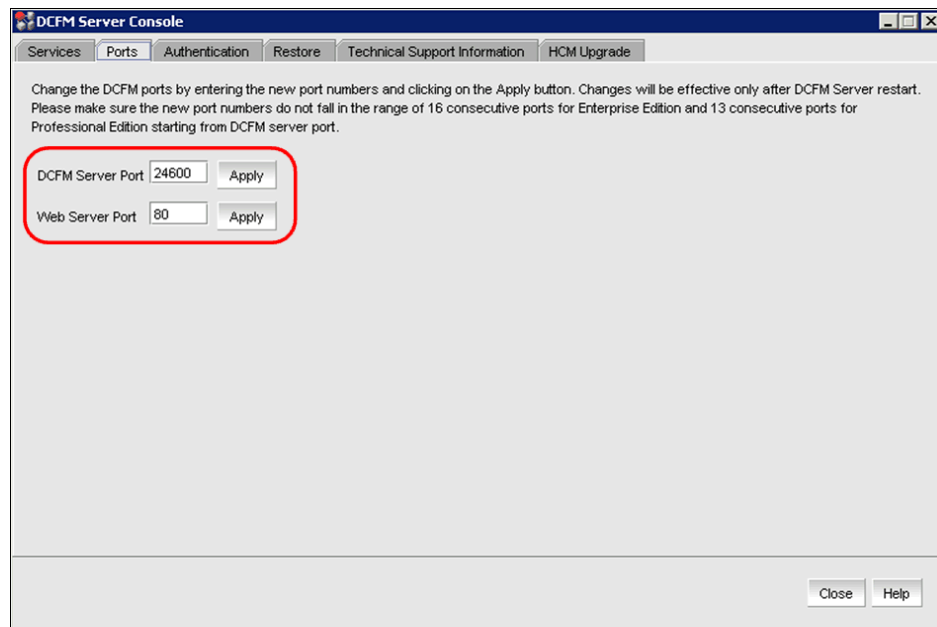 DCFM Server Console
Services Ports Authentication Restore Technical Support Information HCM Upgrade
Change the DCFM ports by entering the new port numbers and clicking on the Apply button. Changes will be effective only after DCFM Server restart.
Please make sure the new port numbers do not fall in the range of 16 consecutive ports for Enterprise Edition and 13 consecutive ports for
Professional Edition starting from DCFM server port.
DCFM Server Port 24600 Apply
Web Server Port 80 Apply
Close Help